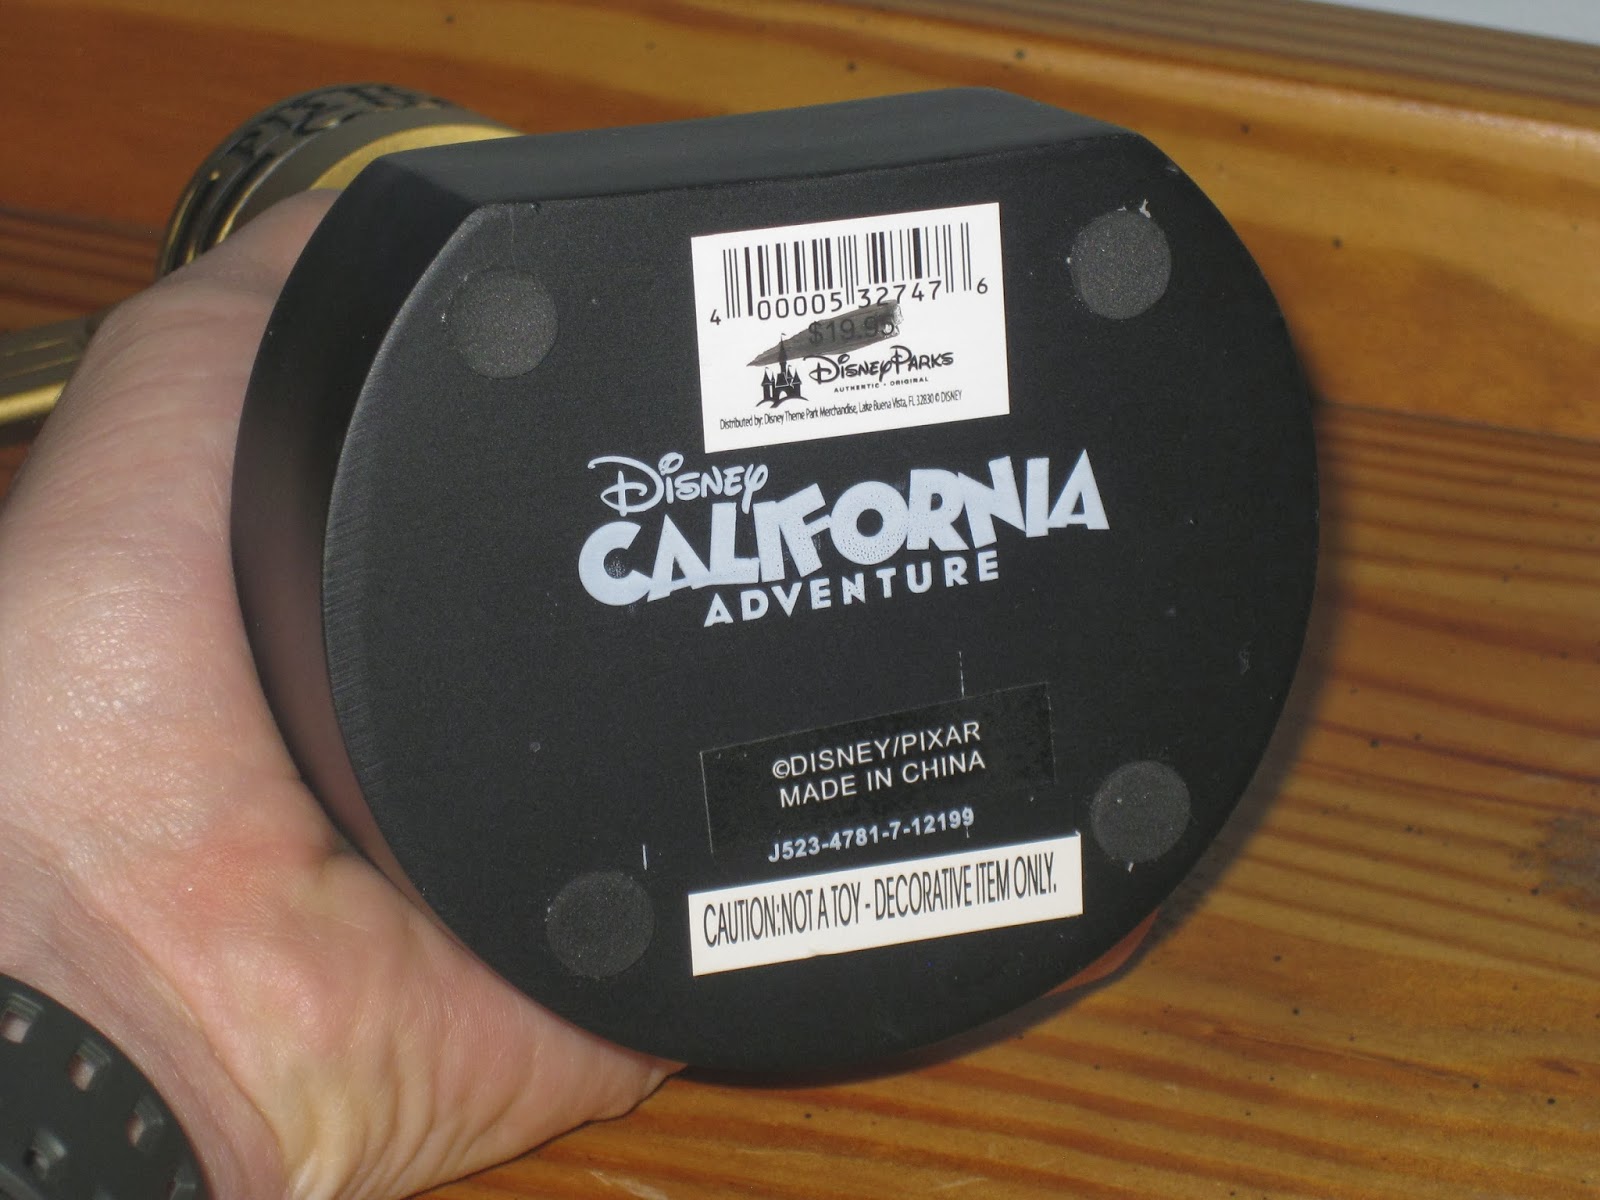 4 00005 32747 6
$19.95
Disney Parks
AUTHENTIC · ORIGINAL
Distributed by: Disney Theme Park Merchandise, Lake Buena Vista, FL 32830 © DISNEY
Disney
CALIFORNIA
ADVENTURE
©DISNEY/PIXAR
MADE IN CHINA
J523-4781-7-12199
CAUTION:NOT A TOY - DECORATIVE ITEM ONLY.